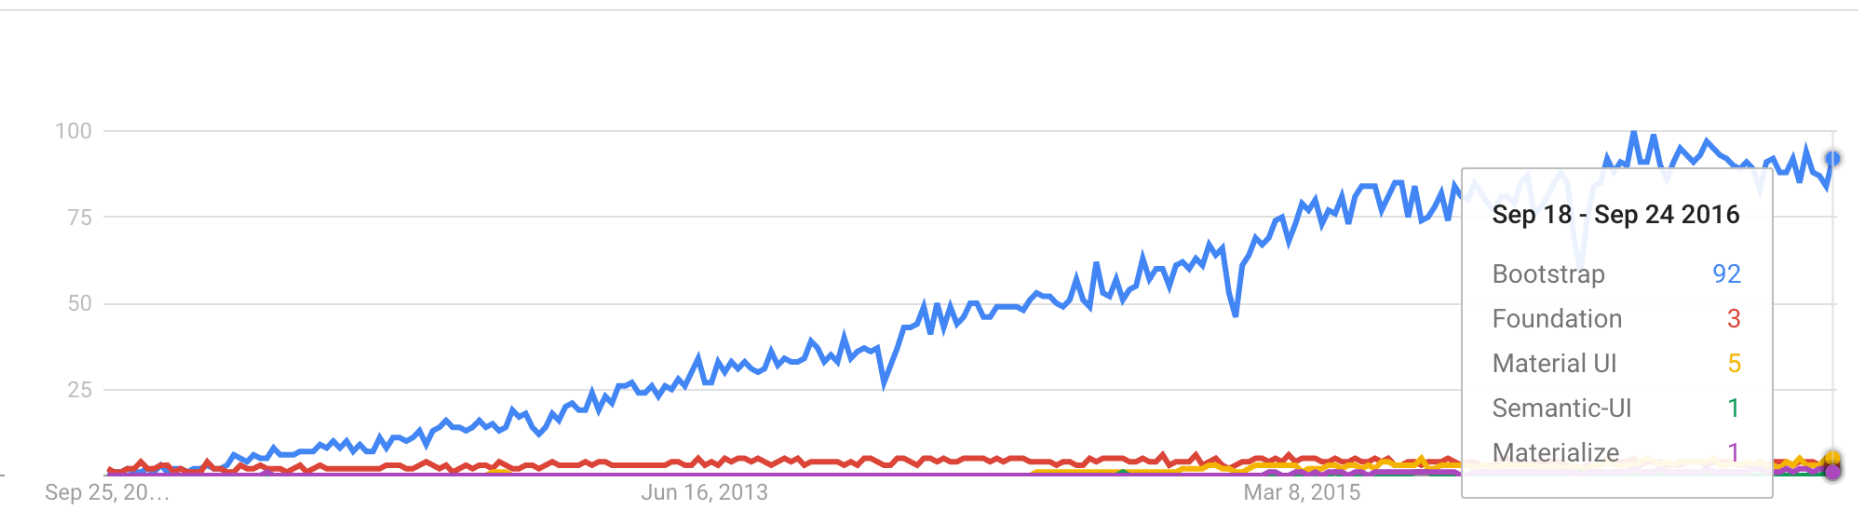 100
75
50
25
Sep 25, 20...
Jun 16, 2013
Mar 8, 2015
Sep 18 - Sep 24 2016
Bootstrap 92
Foundation 3
Material UI 5
Semantic-UI 1
Materialize 1